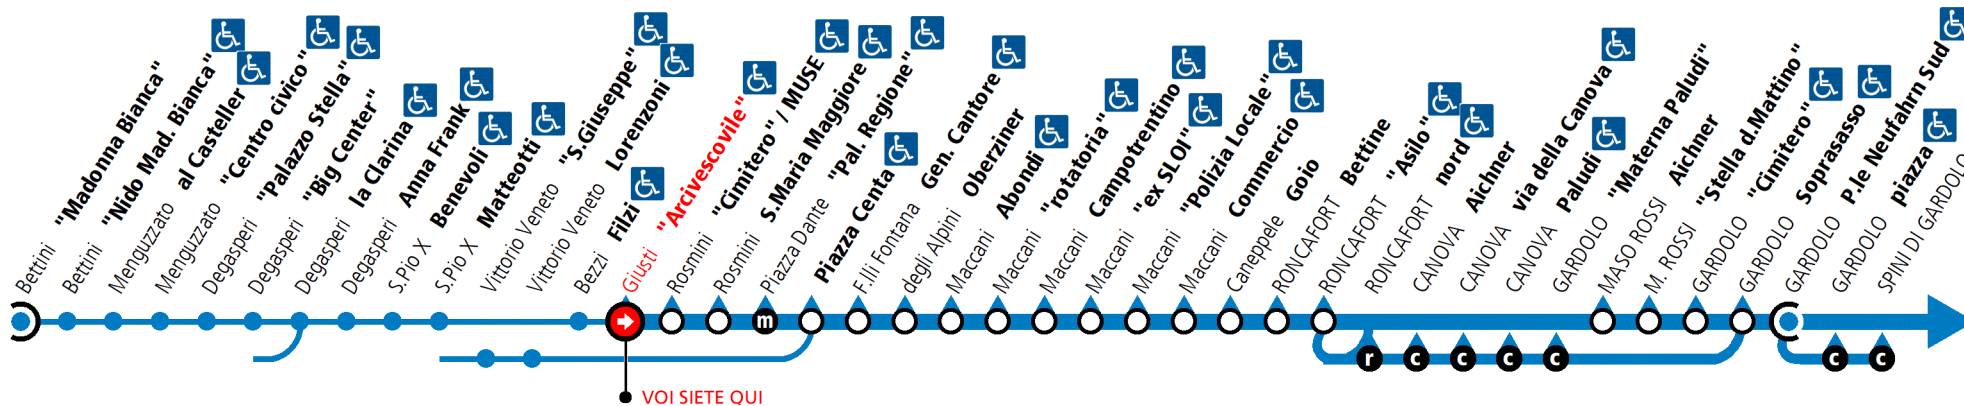 Bettini "Madonna Bianca"
Bettini "Nido Mad. Bianca"
Menguzzato al Casteller
Menguzzato "Centro civico"
Degasperi "Palazzo Stella"
Degasperi "Big Center"
Degasperi la Clarina
Degasperi Anna Frank
S.Pio X Benevoli
S.Pio X Matteotti
Vittorio Veneto "S.Giuseppe"
Vittorio Veneto Lorenzoni
Bezzi Filzi
Giusti "Arcivescovile"
Rosmini "Cimitero" / MUSE
Rosmini S.Maria Maggiore
Piazza Dante "Pal. Regione"
Piazza Centa
F.lli Fontana Gen. Cantore
degli Alpini Oberziner
Maccani Abondi
Maccani "rotatoria"
Maccani Campotrentino
Maccani "ex SLOI"
Maccani "Polizia Locale"
Maccani Commercio
Caneppele Goio
RONCAFORT Bettine
RONCAFORT "Asilo"
RONCAFORT nord
CANOVA Aichner
CANOVA via della Canova
CANOVA Paludi
GARDOLO "Materna Paludi"
MASO ROSSI Aichner
M. ROSSI "Stella d.Mattino"
GARDOLO "Cimitero"
GARDOLO Soprasasso
GARDOLO P.le Neufahrn Sud
GARDOLO piazza
SPINI DI GARDOLO
m
r c c c c
c c
VOI SIETE QUI